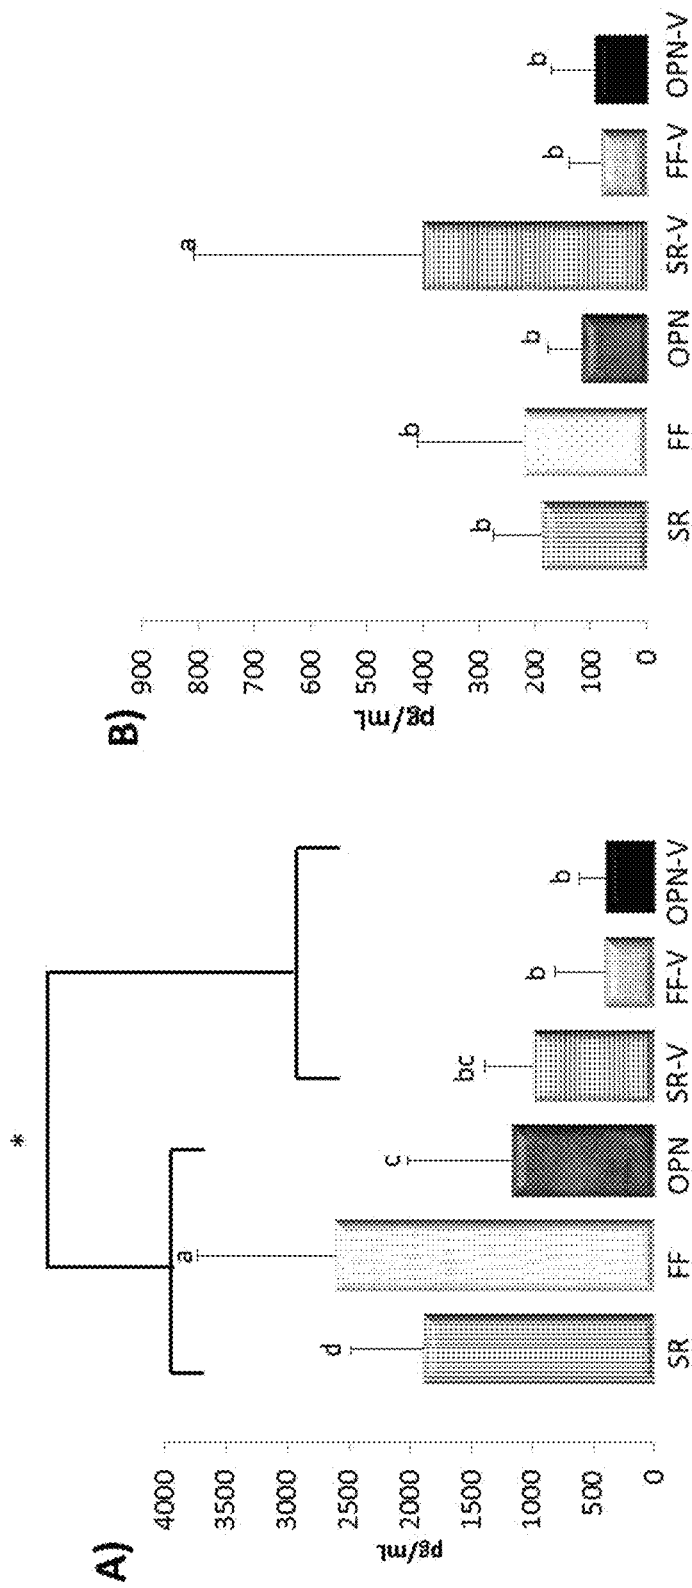 A)
*
4000
3500
3000
2500
2000
1500
1000
500
0
pg/mL
d
a
c
bc
b
b
SR
FF
OPN
SR-V
FF-V
OPN-V
B)
900
800
700
600
500
400
300
200
100
0
pg/mL
b
b
b
a
b
b
SR
FF
OPN
SR-V
FF-V
OPN-V